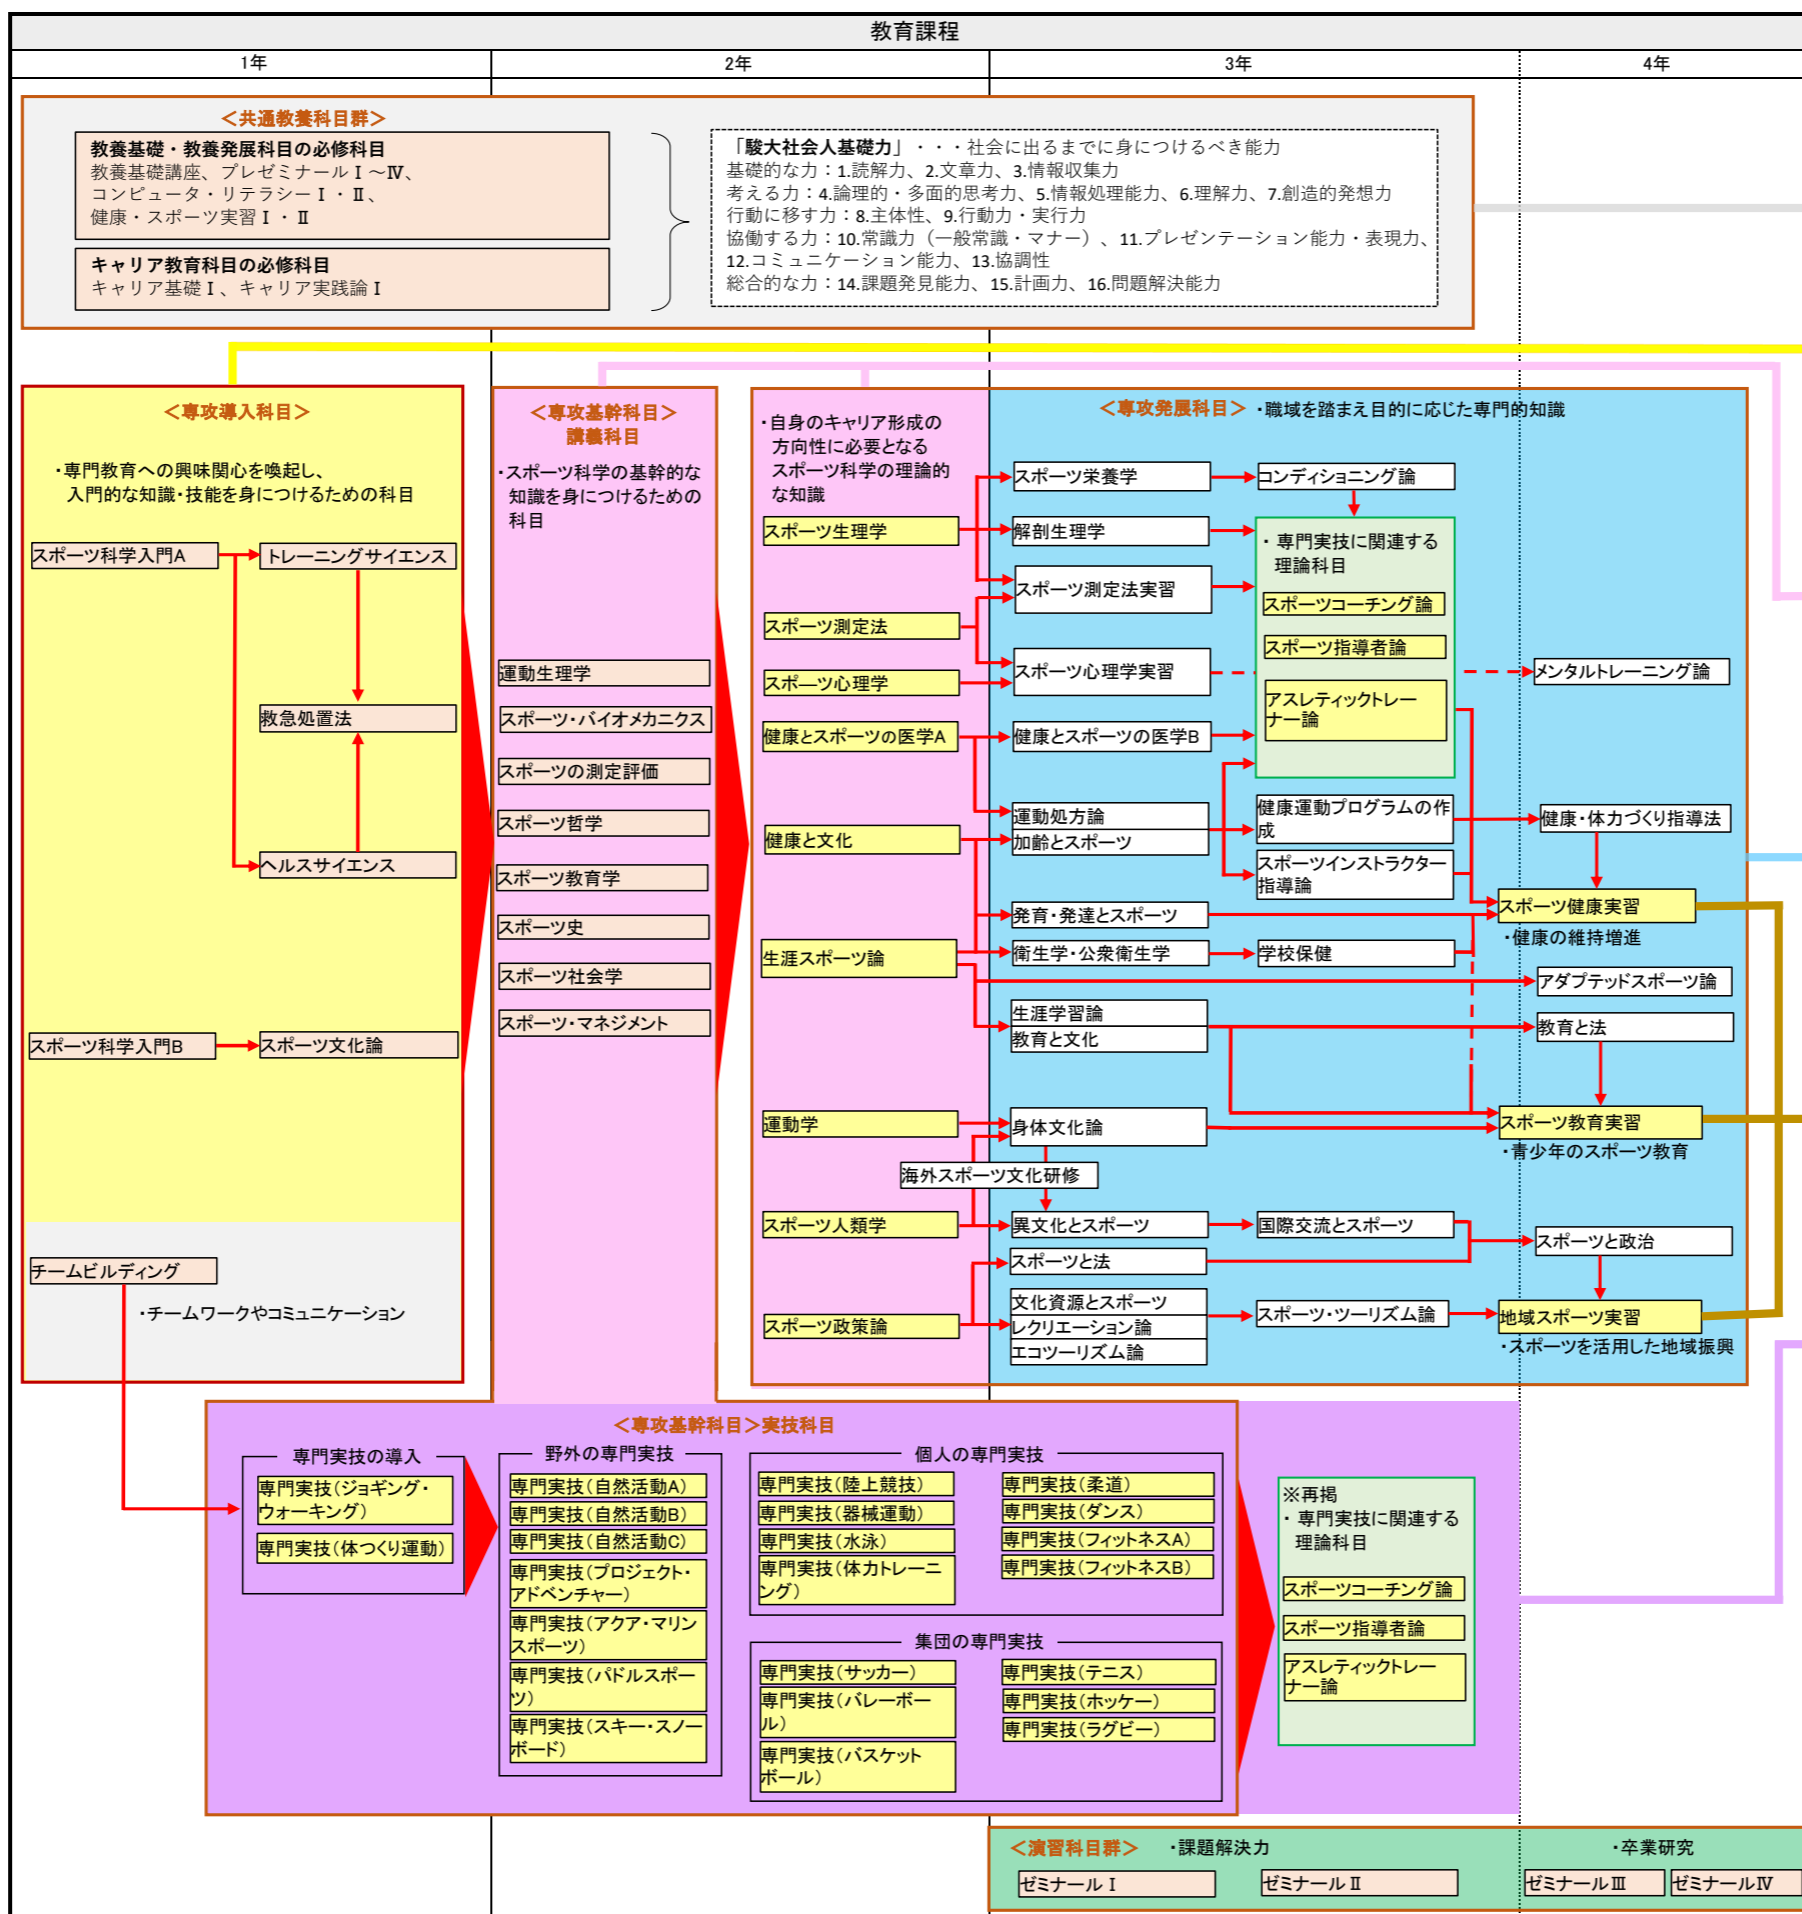 教育課程
1年
2年
3年
4年
＜共通教養科目群＞
教養基礎・教養発展科目の必修科目
教養基礎講座、プレゼミナールⅠ～Ⅳ、
コンピュータ・リテラシーⅠ・Ⅱ、
健康・スポーツ実習Ⅰ・Ⅱ
キャリア教育科目の必修科目
キャリア基礎Ⅰ、キャリア実践論Ⅰ
「駿大社会人基礎力」・・・社会に出るまでに身につけるべき能力
基礎的な力：1.読解力、2.文章力、3.情報収集力
考える力：4.論理的・多面的思考力、5.情報処理能力、6.理解力、7.創造的発想力
行動に移す力：8.主体性、9.行動力・実行力
協働する力：10.常識力（一般常識・マナー）、11.プレゼンテーション能力・表現力、
12.コミュニケーション能力、13.協調性
総合的な力：14.課題発見能力、15.計画力、16.問題解決能力
＜専攻導入科目＞
・専門教育への興味関心を喚起し、
入門的な知識・技能を身につけるための科目
スポーツ科学入門A
トレーニングサイエンス
救急処置法
ヘルスサイエンス
スポーツ科学入門B
スポーツ文化論
チームビルディング
・チームワークやコミュニケーション
＜専攻基幹科目＞
講義科目
・スポーツ科学の基幹的な
知識を身につけるための
科目
運動生理学
スポーツ・バイオメカニクス
スポーツの測定評価
スポーツ哲学
スポーツ教育学
スポーツ史
スポーツ社会学
スポーツ・マネジメント
・自身のキャリア形成の
方向性に必要となる
スポーツ科学の理論的
な知識
スポーツ生理学
スポーツ測定法
スポーツ心理学
健康とスポーツの医学A
健康と文化
生涯スポーツ論
運動学
スポーツ人類学
スポーツ政策論
＜専攻発展科目＞ ・職域を踏まえ目的に応じた専門的知識
スポーツ栄養学
解剖生理学
スポーツ測定法実習
スポーツ心理学実習
健康とスポーツの医学B
運動処方論
加齢とスポーツ
発育・発達とスポーツ
衛生学・公衆衛生学
生涯学習論
教育と文化
身体文化論
海外スポーツ文化研修
異文化とスポーツ
スポーツと法
文化資源とスポーツ
レクリエーション論
エコツーリズム論
コンディショニング論
・ 専門実技に関連する
理論科目
スポーツコーチング論
スポーツ指導者論
アスレティックトレー
ナー論
健康運動プログラムの作
成
スポーツインストラクター
指導論
学校保健
国際交流とスポーツ
スポーツ・ツーリズム論
メンタルトレーニング論
健康・体力づくり指導法
スポーツ健康実習
・健康の維持増進
アダプテッドスポーツ論
教育と法
スポーツ教育実習
・青少年のスポーツ教育
スポーツと政治
地域スポーツ実習
・スポーツを活用した地域振興
＜専攻基幹科目＞実技科目
専門実技の導入
専門実技（ジョギング・
ウォーキング）
専門実技（体つくり運動）
野外の専門実技
専門実技（自然活動A）
専門実技（自然活動B）
専門実技（自然活動C）
専門実技（プロジェクト・
アドベンチャー）
専門実技（アクア・マリン
スポーツ）
専門実技（パドルスポー
ツ）
専門実技（スキー・スノー
ボード）
個人の専門実技
専門実技（陸上競技）
専門実技（器械運動）
専門実技（水泳）
専門実技（体力トレーニ
ング）
専門実技（柔道）
専門実技（ダンス）
専門実技（フィットネスA）
専門実技（フィットネスB）
集団の専門実技
専門実技（サッカー）
専門実技（バレーボー
ル）
専門実技（バスケット
ボール）
専門実技（テニス）
専門実技（ホッケー）
専門実技（ラグビー）
※再掲
・ 専門実技に関連する
理論科目
スポーツコーチング論
スポーツ指導者論
アスレティックトレー
ナー論
＜演習科目群＞ ・課題解決力
・卒業研究
ゼミナールⅠ
ゼミナールⅡ
ゼミナールⅢ
ゼミナールⅣ